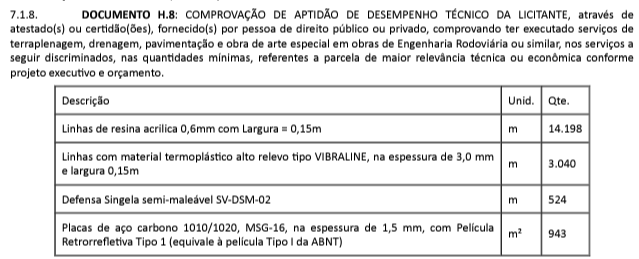 7.1.8. DOCUMENTO H.8: COMPROVAÇÃO DE APTIDÃO DE DESEMPENHO TÉCNICO DA LICITANTE, através de
atestado(s) ou certidão(ões), fornecido(s) por pessoa de direito público ou privado, comprovando ter executado serviços de
terraplenagem, drenagem, pavimentação e obra de arte especial em obras de Engenharia Rodoviária ou similar, nos serviços a
seguir discriminados, nas quantidades mínimas, referentes a parcela de maior relevância técnica ou econômica conforme
projeto executivo e orçamento.
Descrição Unid. Qte.
Linhas de resina acrilica 0,6mm com Largura = 0,15m m 14.198
Linhas com material termoplástico alto relevo tipo VIBRALINE, na espessura de 3,0 mm
e largura 0,15m m 3.040
Defensa Singela semi-maleável SV-DSM-02 m 524
Placas de aço carbono 1010/1020, MSG-16, na espessura de 1,5 mm, com Película
Retrorrefletiva Tipo 1 (equivale à película Tipo I da ABNT) m² 943